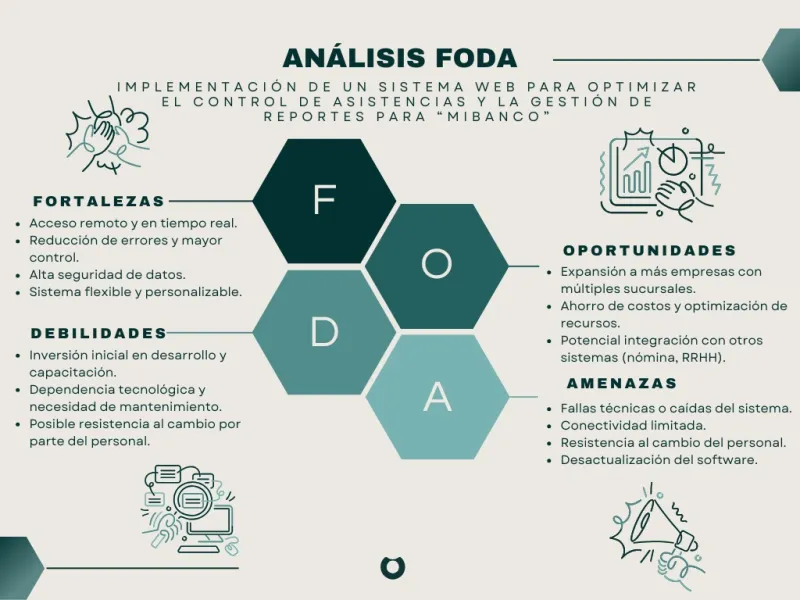 ANÁLISIS FODA
IMPLEMENTACIÓN DE UN SISTEMA WEB PARA OPTIMIZAR
EL CONTROL DE ASISTENCIAS Y LA GESTIÓN DE
REPORTES PARA “MIBANCO”
FORTALEZAS
• Acceso remoto y en tiempo real.
• Reducción de errores y mayor
control.
• Alta seguridad de datos.
• Sistema flexible y personalizable.
F
O
OPORTUNIDADES
• Expansión a más empresas con
múltiples sucursales.
• Ahorro de costos y optimización de
recursos.
• Potencial integración con otros
sistemas (nómina, RRHH).
DEBILIDADES
• Inversión inicial en desarrollo y
capacitación.
• Dependencia tecnológica y
necesidad de mantenimiento.
• Posible resistencia al cambio por
parte del personal.
D
A
AMENAZAS
• Fallas técnicas o caídas del sistema.
• Conectividad limitada.
• Resistencia al cambio del personal.
• Desactualización del software.